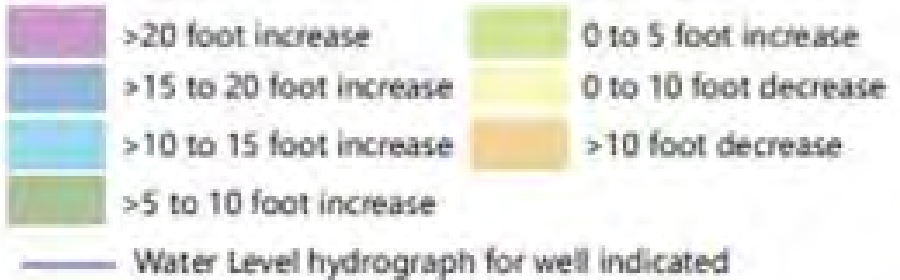 >20 foot increase
>15 to 20 foot increase
>10 to 15 foot increase
>5 to 10 foot increase
0 to 5 foot increase
0 to 10 foot decrease
>10 foot decrease
Water Level hydrograph for well indicated